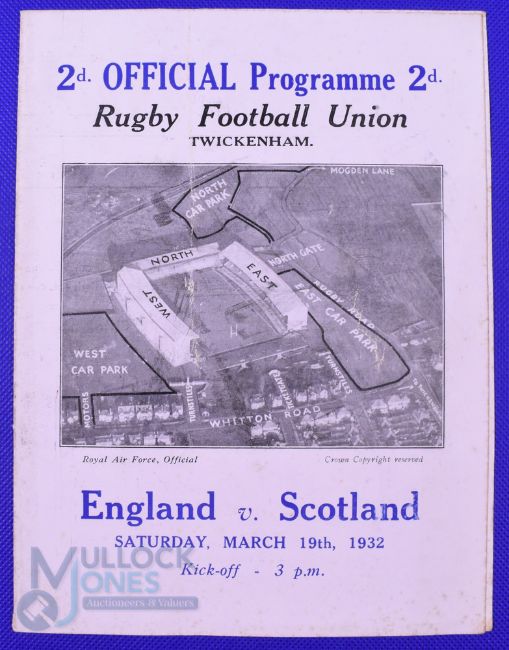 2d. OFFICIAL Programme 2d.
Rugby Football Union
TWICKENHAM.
MOGDEN LANE
NORTH
CAR PARK
NORTH GATE
NORTH
EAST
WEST
RUGBY ROAD
EAST CAR PARK
WEST
CAR PARK
MOTORS
TURNSTILES
TURNSTILES
WHITTON ROAD
Royal Air Force, Official
Crown Copyright reserved
England v. Scotland
SATURDAY, MARCH 19th, 1932
Kick-off - 3 p.m.
MULLOCK
JONES
Auctioneers & Valuers